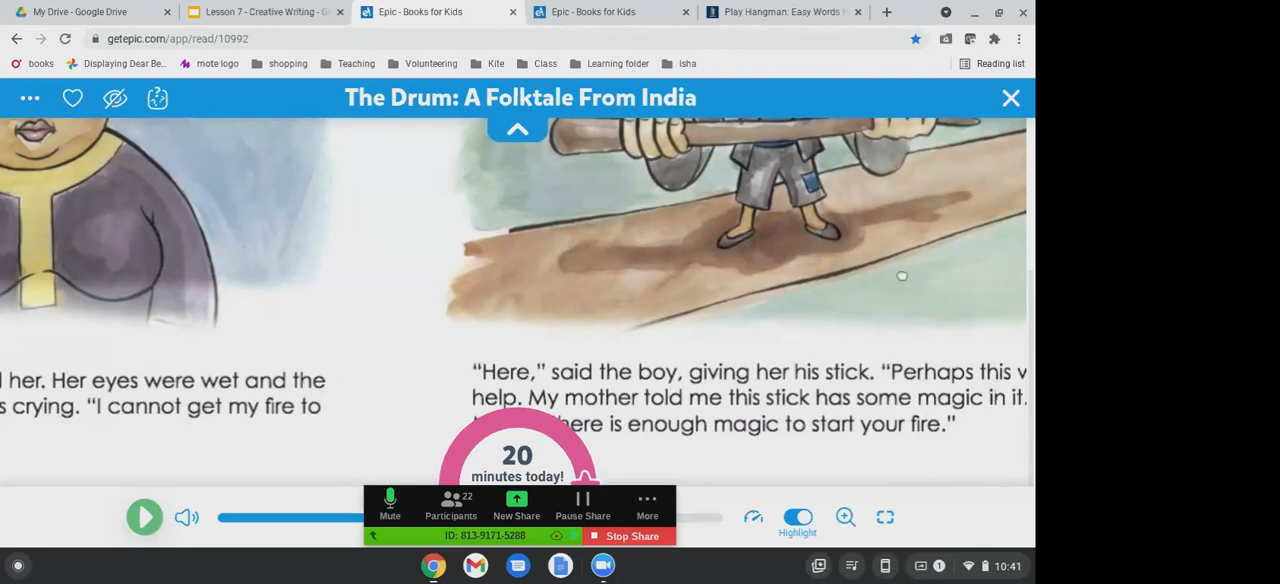 My Drive - Google Drive
Lesson 7 - Creative Writing - G
Epic - Books for Kids
Epic - Books for Kids
Play Hangman: Easy Words
getepic.com/app/read/10992
books
Displaying Dear Be...
mote logo
shopping
Teaching
Volunteering
Kite
Class
Learning folder
Isha
Reading list
The Drum: A Folktale From India
her. Her eyes were wet and the
crying. “I cannot get my fire to
“Here,” said the boy, giving her his stick. “Perhaps this
help. My mother told me this stick has some magic in it.
here is enough magic to start your fire.”
20
minutes today!
Mute
22
Participants
New Share
Pause Share
More
ID: 813-9171-5288
Stop Share
Highlight
1
10:41